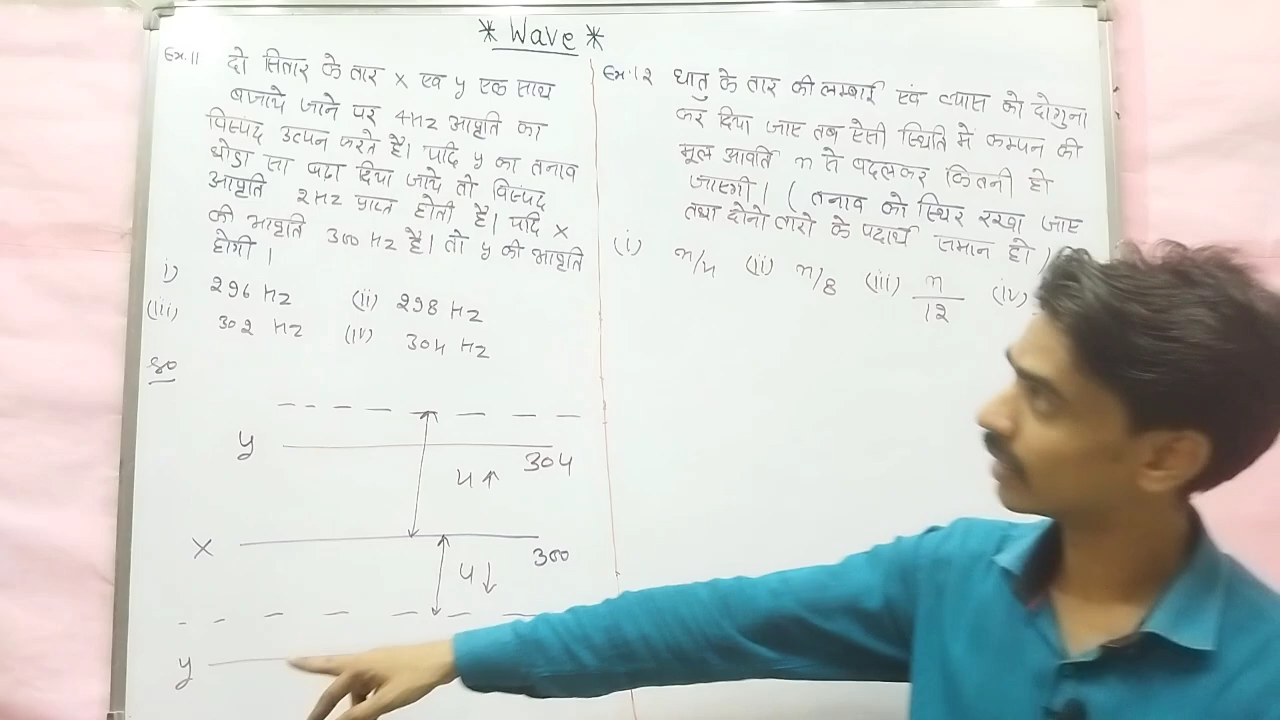 * Wave *
Ex.11 दो सितार के तार x एवं y एक साथ
बजाये जाने पर 4Hz आवृति का
विस्पंद उत्पन करते हैं। यदि y का तनाव
थोडा सा बढा दिया जाये तो विस्पंद
आवृति 2Hz प्राप्त होती हैं। यदि x
की आवृति 300 Hz है। तो y की आवृति
होगी।
i) 296 Hz (ii) 298 Hz
(iii) 302 Hz (iv) 304 Hz
So
y 304
4 ↑
x 300
4 ↓
y
Ex.12 धातु के तार की लम्बाई एवं व्यास को दोगुना
कर दिया जाए तब ऐसी स्थिति में कम्पन की
मूल आवर्ति n से बदलकर कितनी हो
जाएगी। ( तनाव को स्थिर रखा जाए
तथा दोनो तारो के पदार्थ समान हो )
(i) n/4 (ii) n/8 (iii) n/12 (iv)